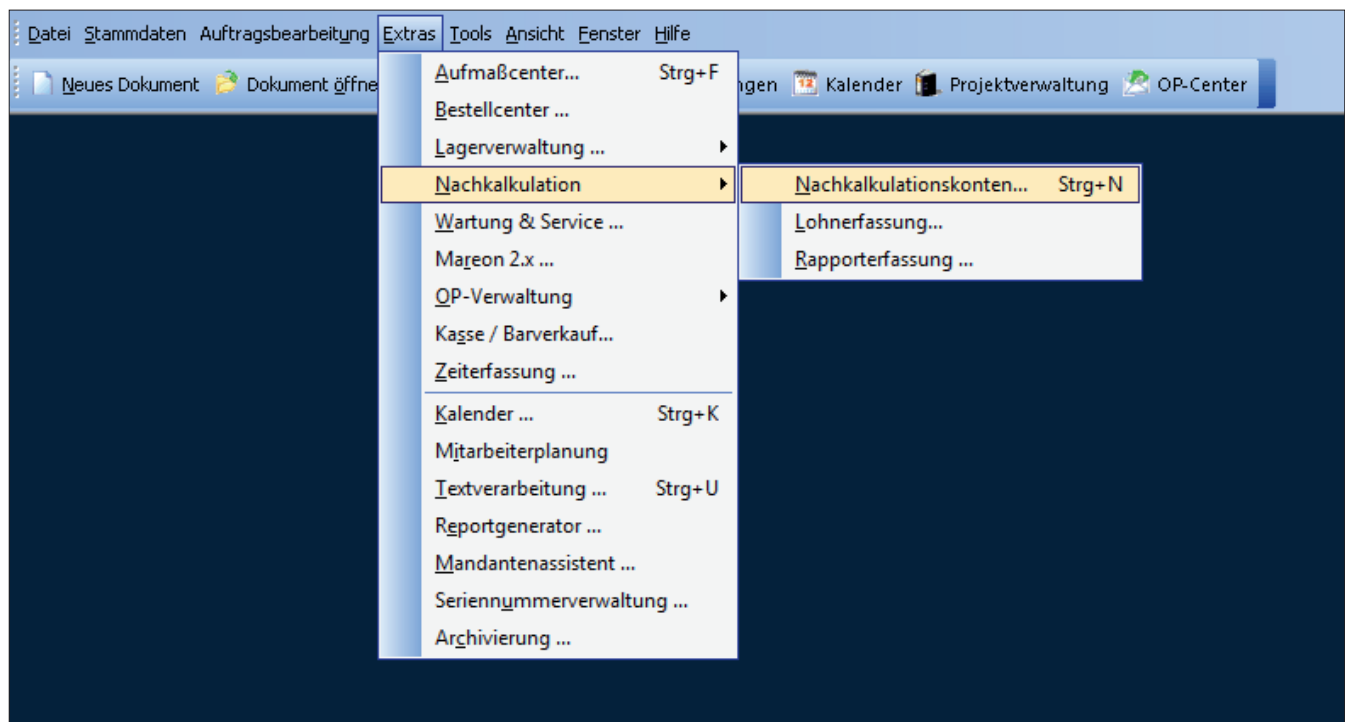 Datei Stammdaten Auftragsbearbeitung Extras Tools Ansicht Fenster Hilfe
Neues Dokument Dokument öffne
ngen 12 Kalender Projektverwaltung OP-Center
Aufmaßcenter... Strg+F
Bestellcenter ...
Lagerverwaltung ...
Nachkalkulation
Nachkalkulationskonten... Strg+N
Lohnerfassung...
Rapporterfassung ...
Wartung & Service ...
Mareon 2.x ...
OP-Verwaltung
Kasse / Barverkauf...
Zeiterfassung ...
Kalender ... Strg+K
Mitarbeiterplanung
Textverarbeitung ... Strg+U
Reportgenerator ...
Mandantenassistent ...
Seriennummerverwaltung ...
Archivierung ...